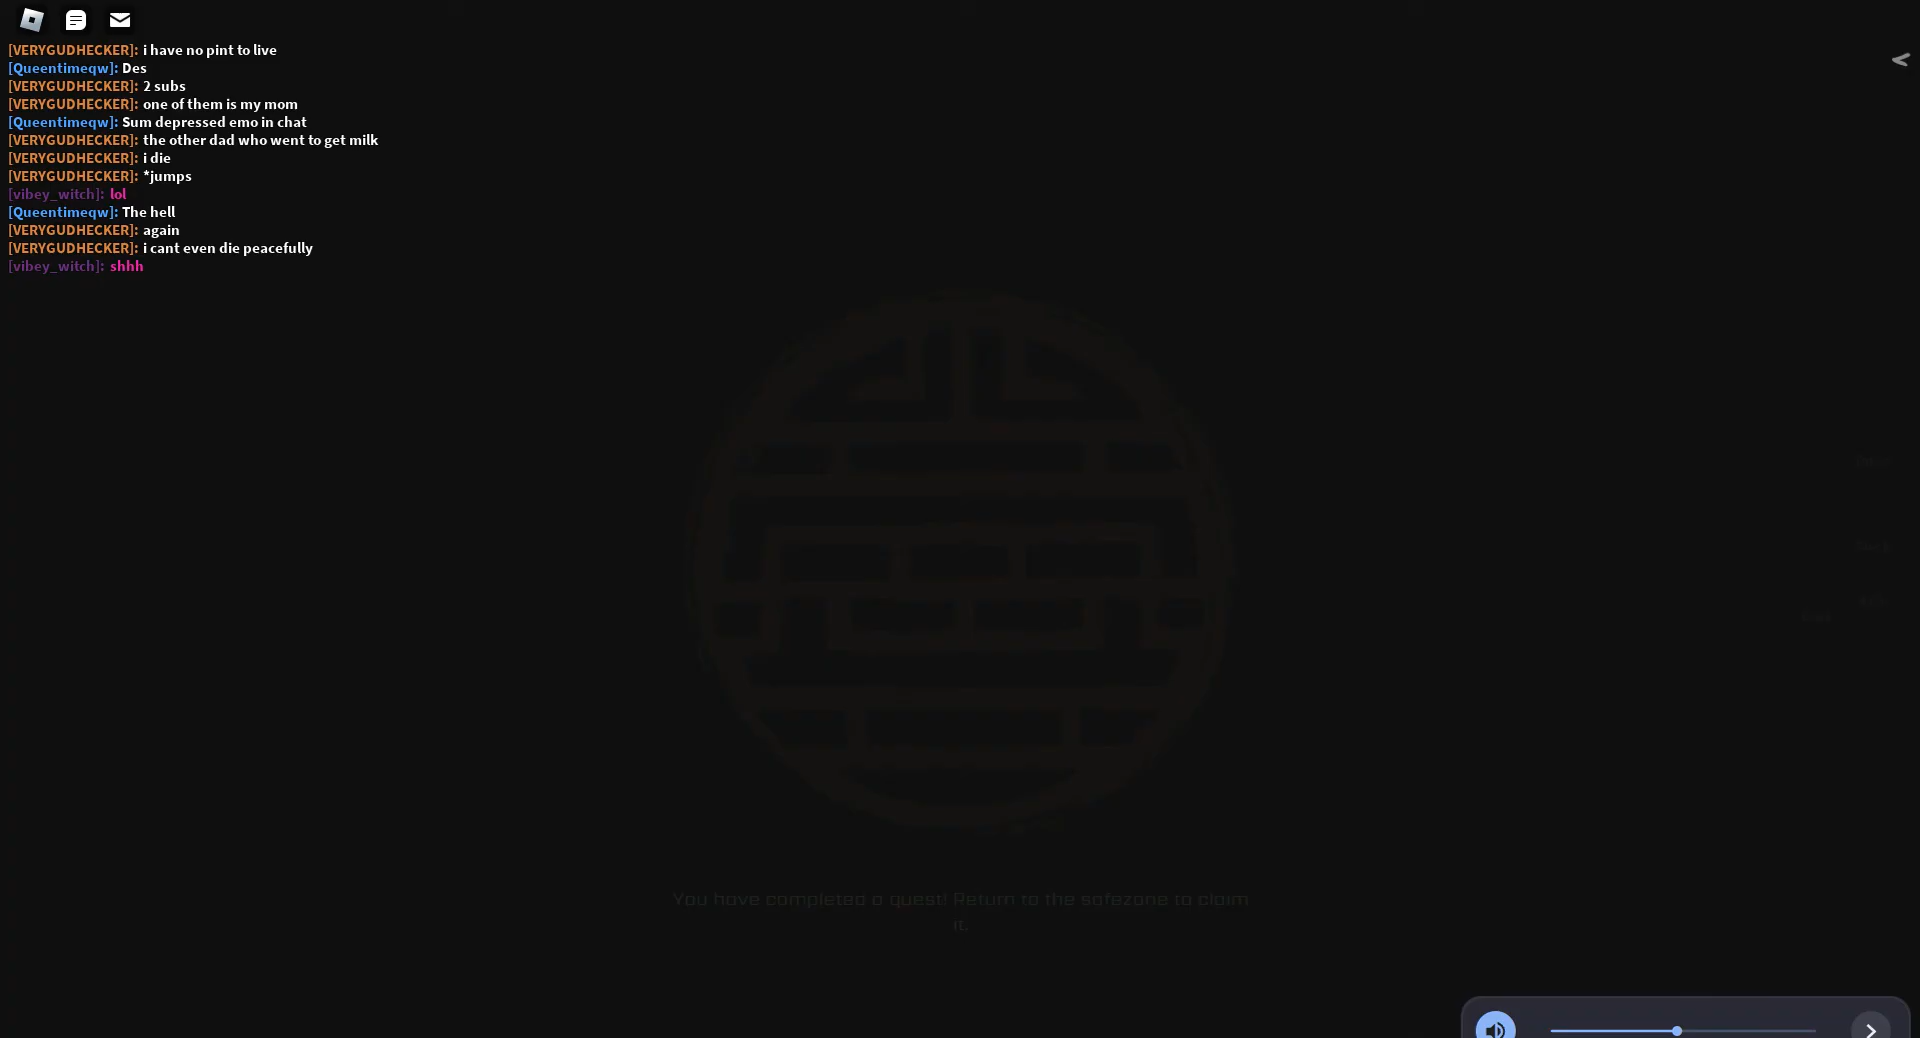 [VERYGUDHECKER]: i have no pint to live
[Queentimeqw]: Des
[VERYGUDHECKER]: 2 subs
[VERYGUDHECKER]: one of them is my mom
[Queentimeqw]: Sum depressed emo in chat
[VERYGUDHECKER]: the other dad who went to get milk
[VERYGUDHECKER]: i die
[VERYGUDHECKER]: *jumps
[vibey_witch]: lol
[Queentimeqw]: The hell
[VERYGUDHECKER]: again
[VERYGUDHECKER]: i cant even die peacefully
[vibey_witch]: shhh
You have completed a quest! Return to the safezone to claim
it.